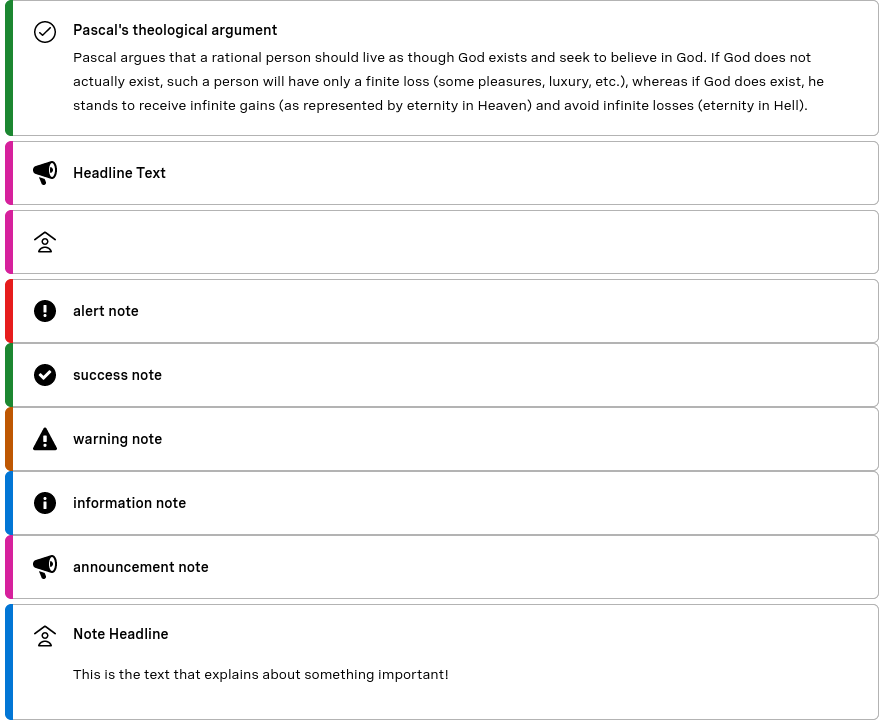 Pascal's theological argument
Pascal argues that a rational person should live as though God exists and seek to believe in God. If God does not
actually exist, such a person will have only a finite loss (some pleasures, luxury, etc.), whereas if God does exist, he
stands to receive infinite gains (as represented by eternity in Heaven) and avoid infinite losses (eternity in Hell).
Headline Text
alert note
success note
warning note
information note
announcement note
Note Headline
This is the text that explains about something important!